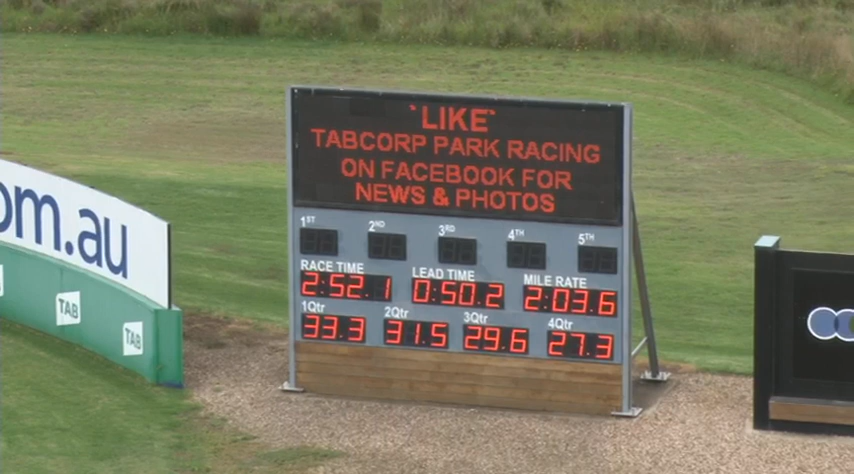 `LIKE`
TABCORP PARK RACING
ON FACEBOOK FOR
NEWS & PHOTOS
1ST 2ND 3RD 4TH 5TH
RACE TIME LEAD TIME MILE RATE
2:52.1 0:50.2 2:03.6
1Qtr 2Qtr 3Qtr 4Qtr
33.3 31.5 29.6 27.3
om.au
TAB
TAB